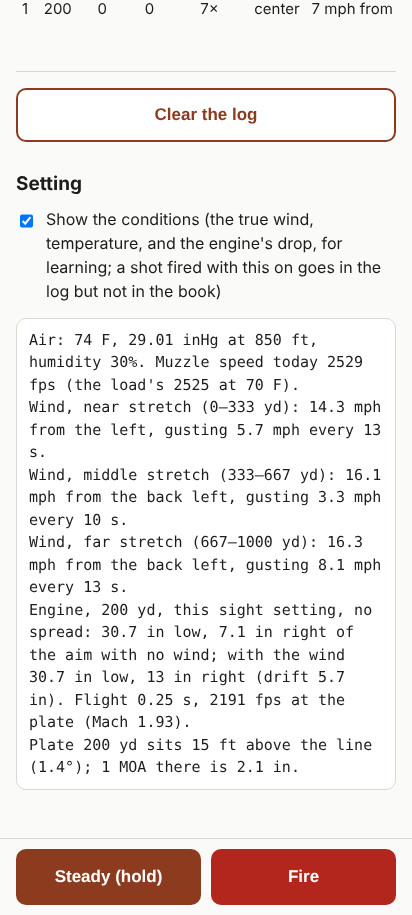 1 200 0 0 7× center 7 mph from
Clear the log
Setting
Show the conditions (the true wind,
temperature, and the engine's drop, for
learning; a shot fired with this on goes in the
log but not in the book)
Air: 74 F, 29.01 inHg at 850 ft,
humidity 30%. Muzzle speed today 2529
fps (the load's 2525 at 70 F).
Wind, near stretch (0–333 yd): 14.3 mph
from the left, gusting 5.7 mph every 13
s.
Wind, middle stretch (333–667 yd): 16.1
mph from the back left, gusting 3.3 mph
every 10 s.
Wind, far stretch (667–1000 yd): 16.3
mph from the back left, gusting 8.1 mph
every 13 s.
Engine, 200 yd, this sight setting, no
spread: 30.7 in low, 7.1 in right of
the aim with no wind; with the wind
30.7 in low, 13 in right (drift 5.7
in). Flight 0.25 s, 2191 fps at the
plate (Mach 1.93).
Plate 200 yd sits 15 ft above the line
(1.4°); 1 MOA there is 2.1 in.
Steady (hold)
Fire